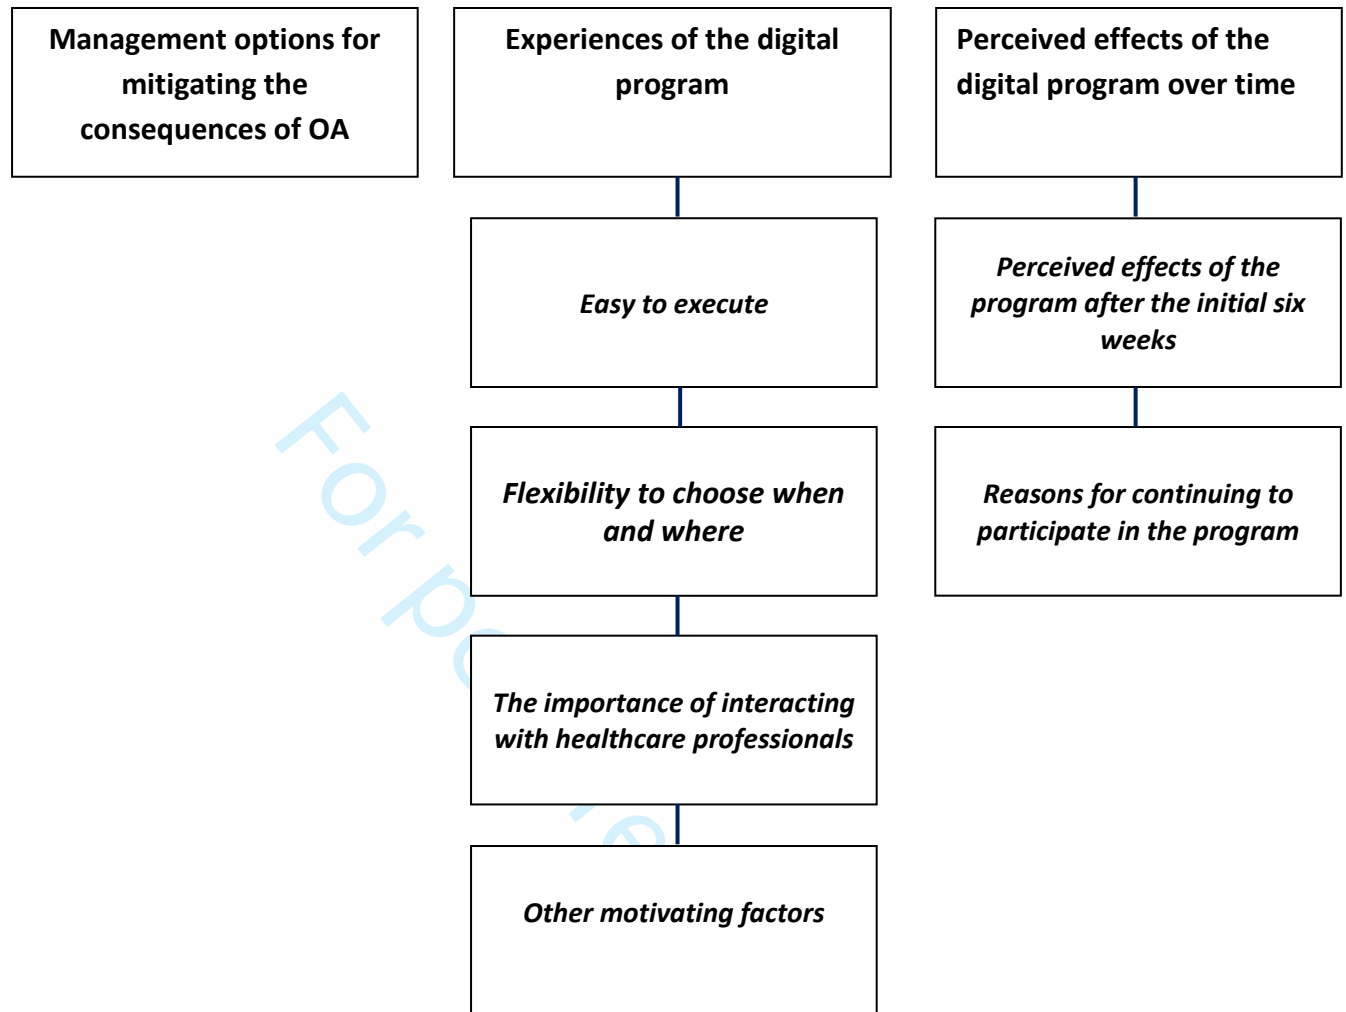 Management options for
mitigating the
consequences of OA
Experiences of the digital
program
Perceived effects of the
digital program over time
Easy to execute
Perceived effects of the
program after the initial six
weeks
Flexibility to choose when
and where
Reasons for continuing to
participate in the program
The importance of interacting
with healthcare professionals
Other motivating factors
For